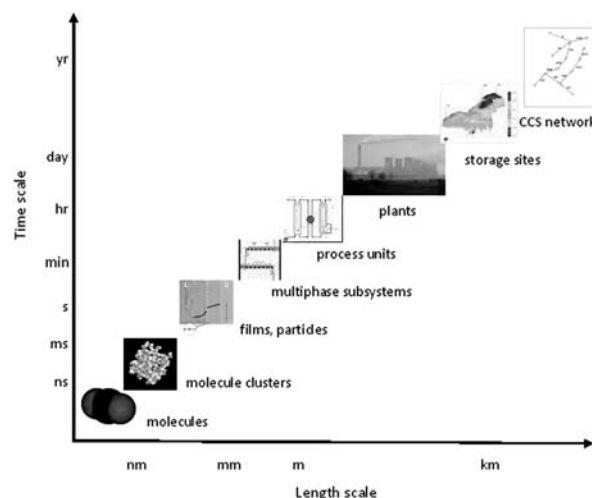 yr
CCS network
storage sites
day
plants
hr
process units
min
multiphase subsystems
s
films, particles
ms
molecule clusters
ns
molecules
nm
mm
m
km
Length scale
Time scale